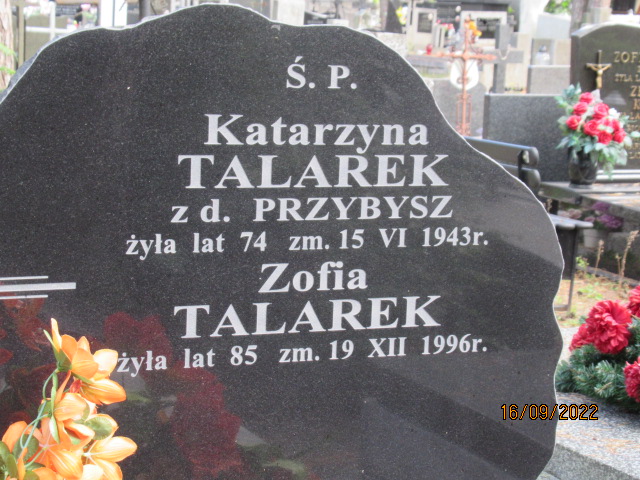 Ś. P.
Katarzyna
TALAREK
z d. PRZYBYSZ
żyła lat 74 zm. 15 VI 1943r.
Zofia
TALAREK
żyła lat 85 zm. 19 XII 1996r.
16/09/2022